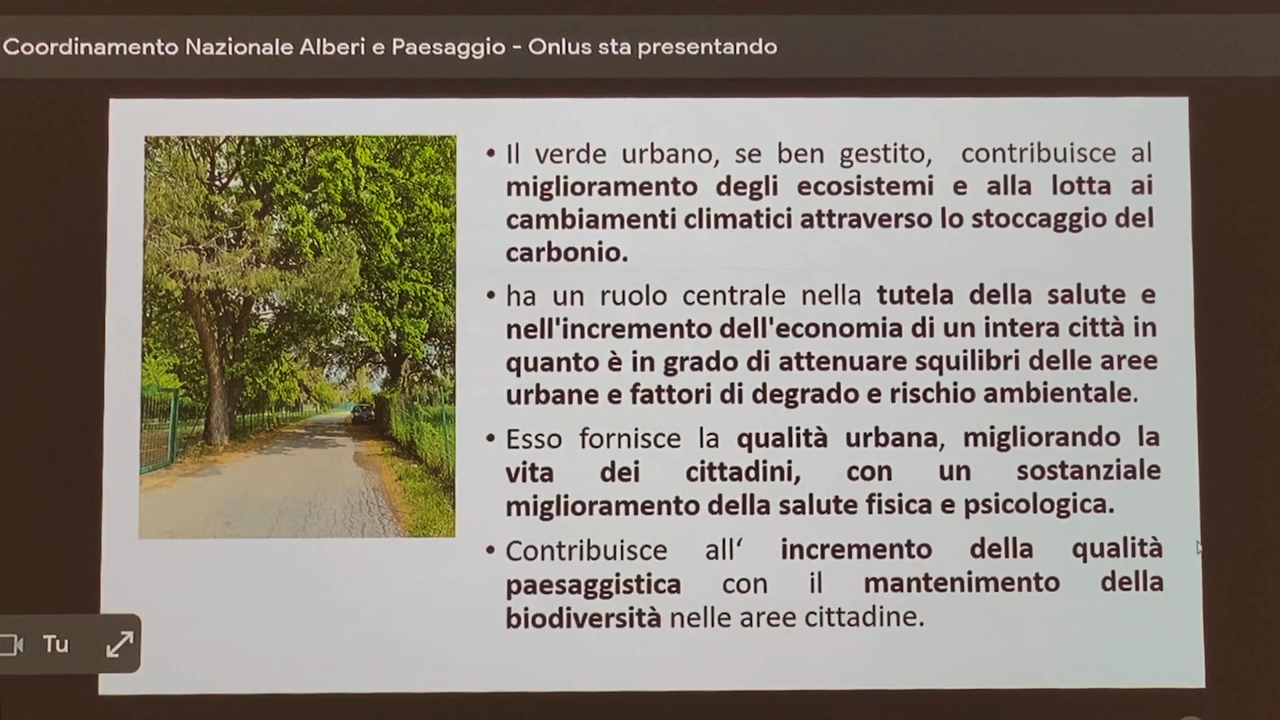 Coordinamento Nazionale Alberi e Paesaggio - Onlus sta presentando
• Il verde urbano, se ben gestito, contribuisce al
miglioramento degli ecosistemi e alla lotta ai
cambiamenti climatici attraverso lo stoccaggio del
carbonio.
• ha un ruolo centrale nella tutela della salute e
nell'incremento dell'economia di un intera città in
quanto è in grado di attenuare squilibri delle aree
urbane e fattori di degrado e rischio ambientale.
• Esso fornisce la qualità urbana, migliorando la
vita dei cittadini, con un sostanziale
miglioramento della salute fisica e psicologica.
• Contribuisce all‘ incremento della qualità
paesaggistica con il mantenimento della
biodiversità nelle aree cittadine.
Tu